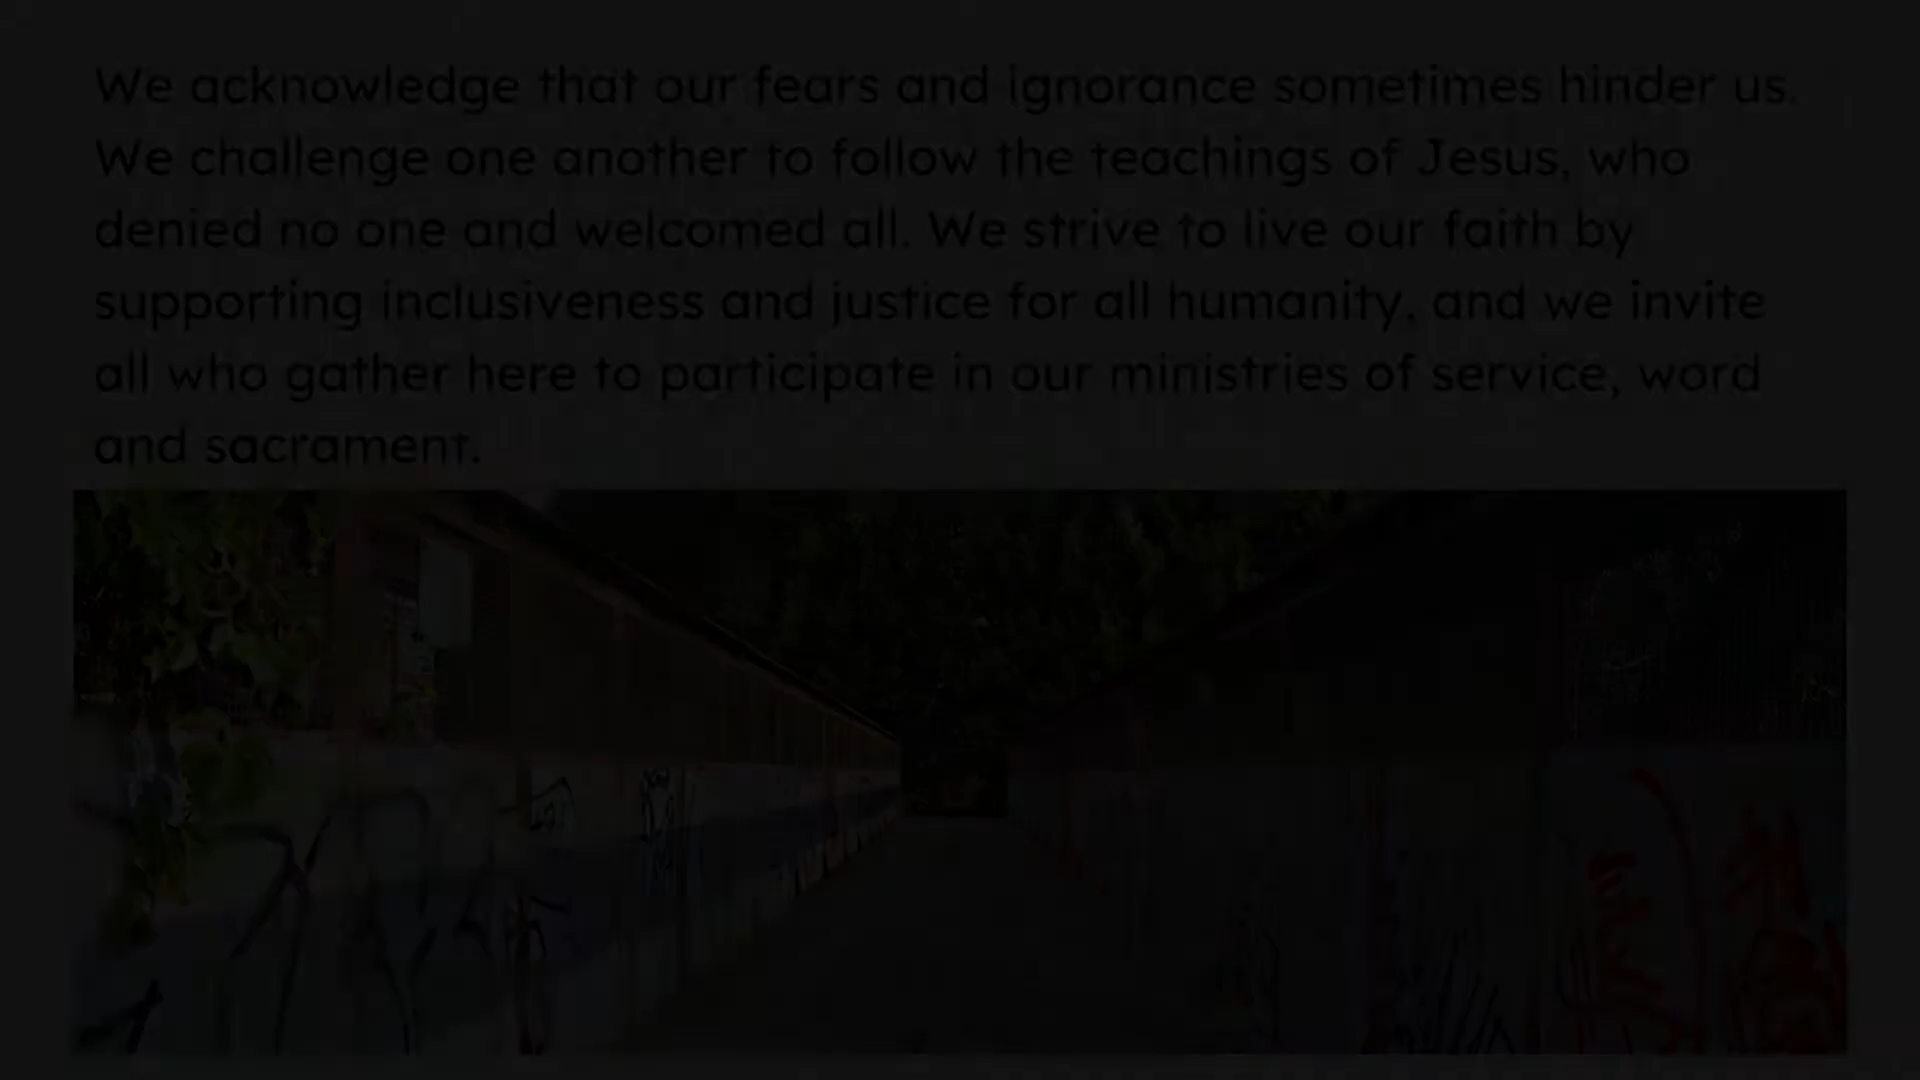 We acknowledge that our fears and ignorance sometimes hinder us.
We challenge one another to follow the teachings of Jesus, who
denied no one and welcomed all. We strive to live our faith by
supporting inclusiveness and justice for all humanity, and we invite
all who gather here to participate in our ministries of service, word
and sacrament.